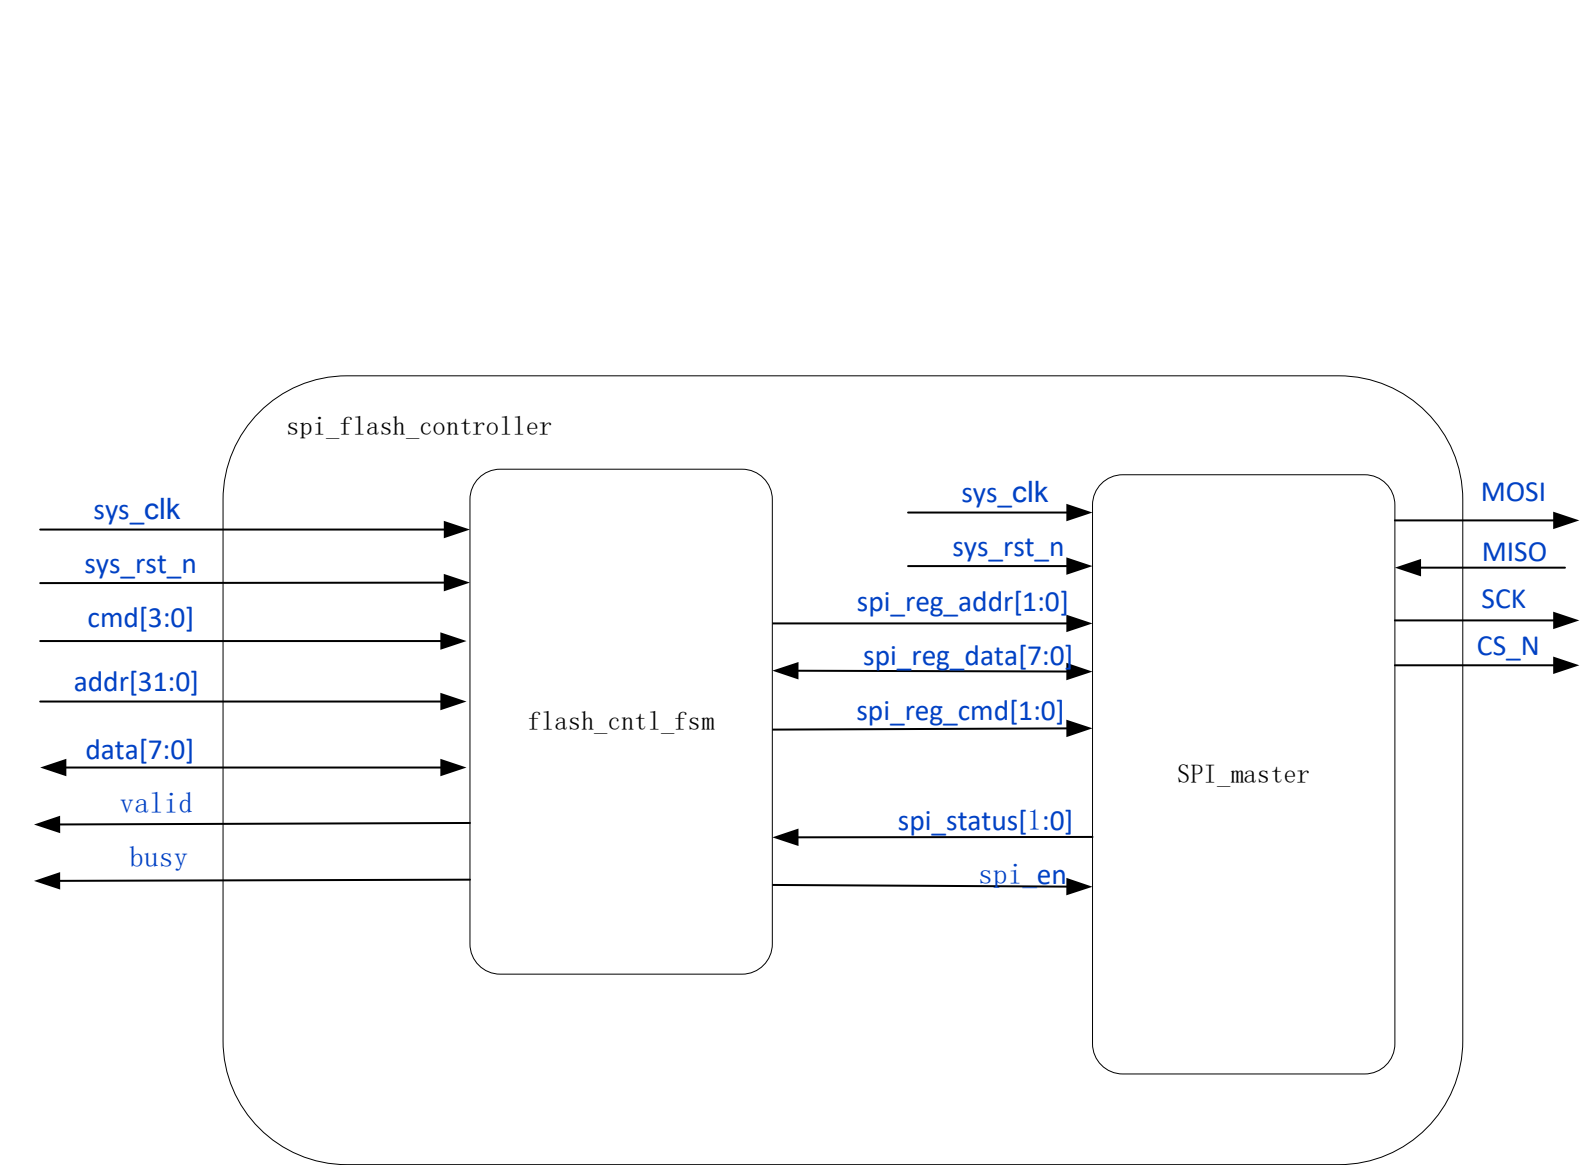 spi_flash_controller
sys_clk
sys_rst_n
cmd[3:0]
addr[31:0]
data[7:0]
valid
busy
flash_cntl_fsm
sys_clk
sys_rst_n
spi_reg_addr[1:0]
spi_reg_data[7:0]
spi_reg_cmd[1:0]
spi_status[1:0]
spi_en
SPI_master
MOSI
MISO
SCK
CS_N